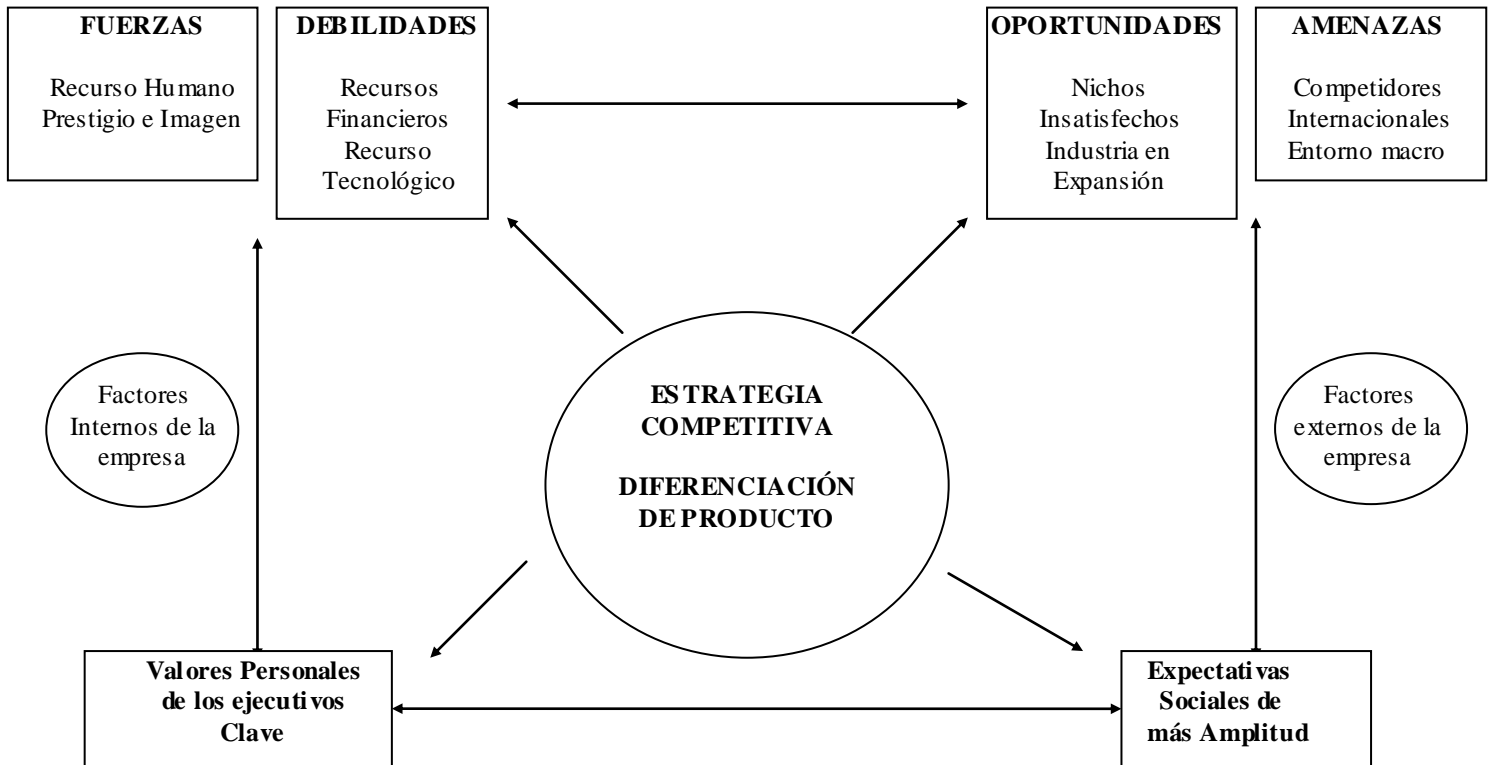 FUERZAS
Recurso Humano
Prestigio e Imagen
DEBILIDADES
Recursos
Financieros
Recurso
Tecnológico
OPORTUNIDADES
Nichos
Insatisfechos
Industria en
Expansión
AMENAZAS
Competidores
Internacionales
Entorno macro
Factores
Internos de la
empresa
ESTRATEGIA
COMPETITIVA
DIFERENCIACIÓN
DE PRODUCTO
Factores
externos de la
empresa
Valores Personales
de los ejecutivos
Clave
Expectativas
Sociales de
más Amplitud